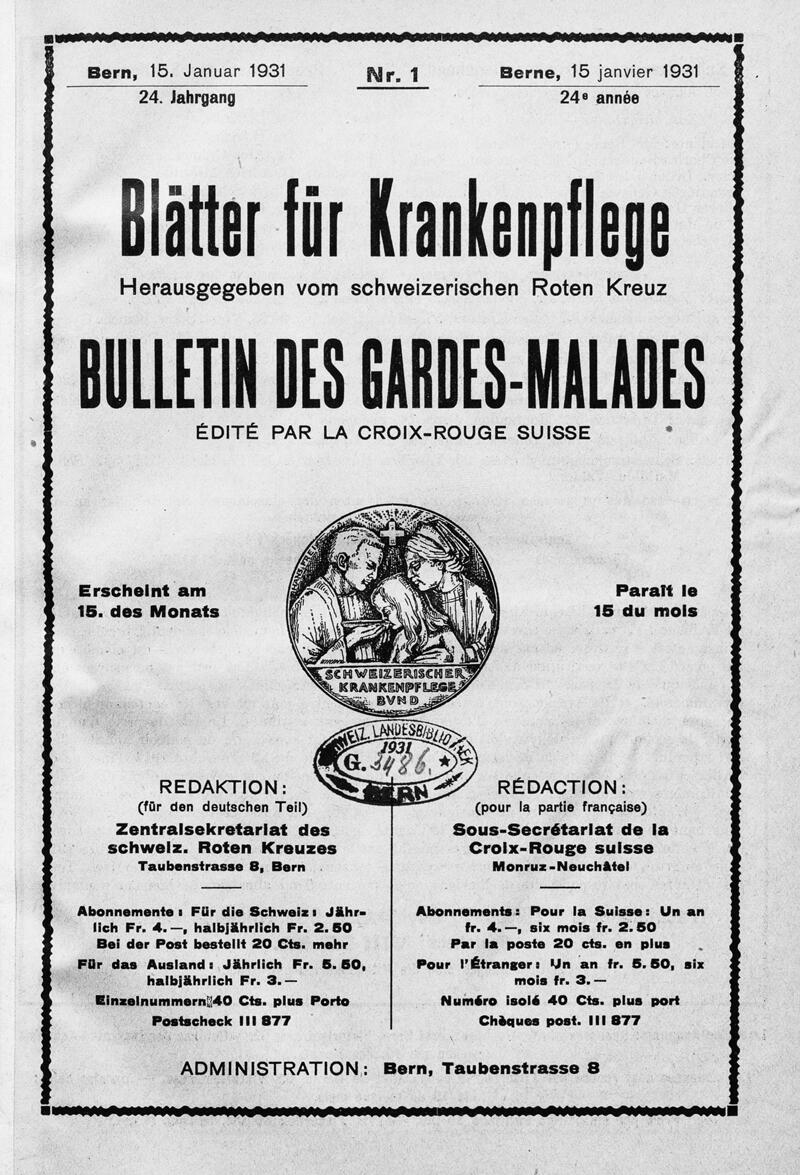 Bern, 15. Januar 1931
24. Jahrgang
Nr. 1
Berne, 15 janvier 1931
24e année
Blätter für Krankenpflege
Herausgegeben vom schweizerischen Roten Kreuz
BULLETIN DES GARDES-MALADES
ÉDITÉ PAR LA CROIX-ROUGE SUISSE
Erscheint am
15. des Monats
Paraît le
15 du mois
SCHWEIZERISCHER
KRANKENPFLEGE
BVND
SCHWEIZ. LANDESBIBLIOTHEK
1931
G. 3486.
BERN
REDAKTION:
(für den deutschen Teil)
Zentralsekretariat des
schweiz. Roten Kreuzes
Taubenstrasse 8, Bern
Abonnemente: Für die Schweiz: Jähr-
lich Fr. 4.—, halbjährlich Fr. 2.50
Bei der Post bestellt 20 Cts. mehr
Für das Ausland: Jährlich Fr. 5.50,
halbjährlich Fr. 3.—
Einzelnummern 40 Cts. plus Porto
Postscheck III 877
RÉDACTION:
(pour la partie française)
Sous-Secrétariat de la
Croix-Rouge suisse
Monruz-Neuchâtel
Abonnements: Pour la Suisse: Un an
fr. 4.—, six mois fr. 2.50
Par la poste 20 cts. en plus
Pour l'Étranger: Un an fr. 5.50, six
mois fr. 3.—
Numéro isolé 40 Cts. plus port
Chèques post. III 877
ADMINISTRATION: Bern, Taubenstrasse 8